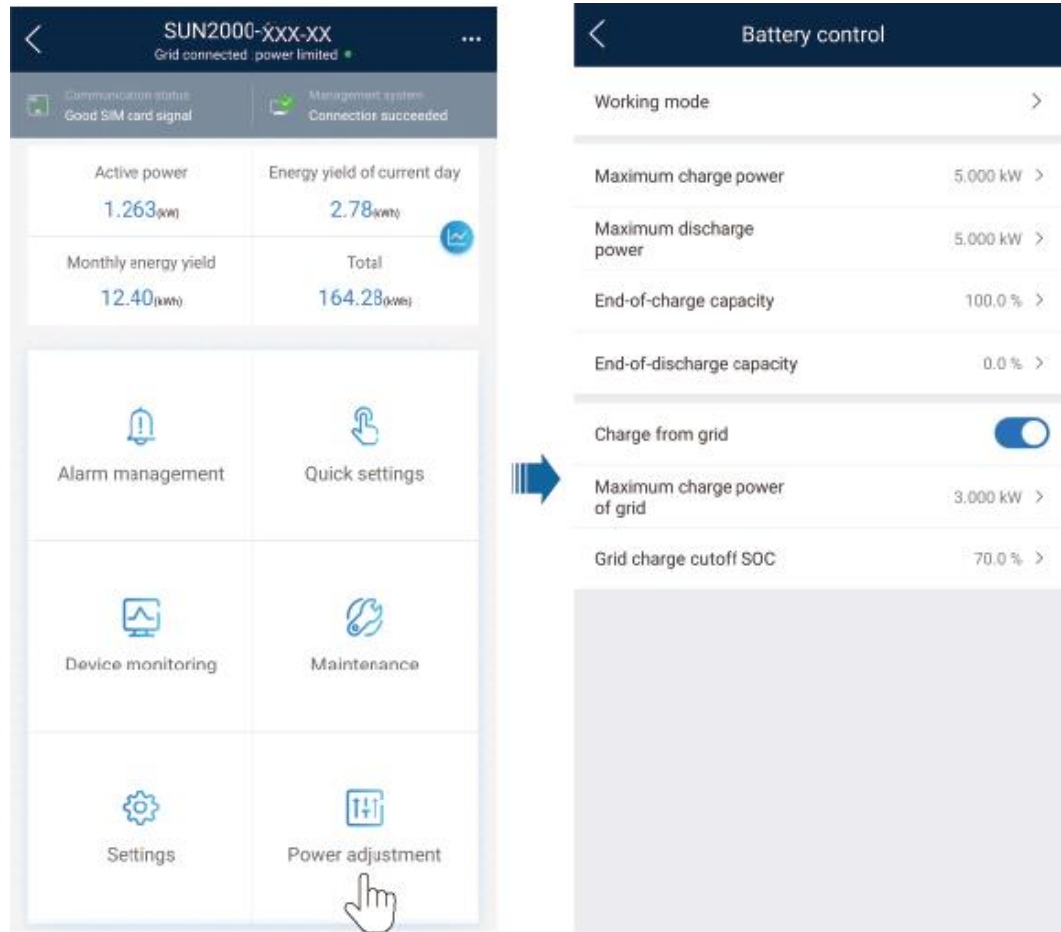 SUN2000-XXX-XX
Grid connected :power limited
Communication status
Good SIM card signal
Management system
Connection succeeded
Active power
1.263(kW)
Energy yield of current day
2.78(kWh)
Monthly energy yield
12.40(kWh)
Total
164.28(kWh)
Alarm management
Quick settings
Device monitoring
Maintenance
Settings
Power adjustment
Battery control
Working mode
Maximum charge power
5.000 kW
Maximum discharge
power
5.000 kW
End-of-charge capacity
100.0 %
End-of-discharge capacity
0.0 %
Charge from grid
Maximum charge power
of grid
3.000 kW
Grid charge cutoff SOC
70.0 %